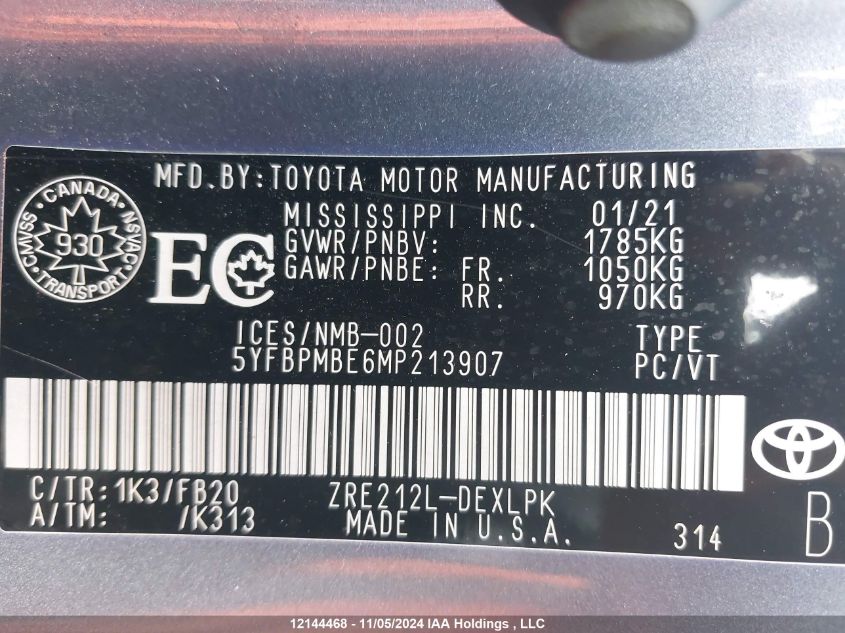 MFD.BY:TOYOTA MOTOR MANUFACTURING
MISSISSIPPI INC. 01/21
CANADA
CMVSS 930 NSVAC
TRANSPORT
EC
GVWR/PNBV: 1785KG
GAWR/PNBE: FR. 1050KG
RR. 970KG
ICES/NMB-002 TYPE
5YFBPMBE6MP213907 PC/VT
C/TR:1K3/FB20 ZRE212L-DEXLPK
A/TM: /K313 MADE IN U.S.A. 314 B
12144468 - 11/05/2024 IAA Holdings , LLC